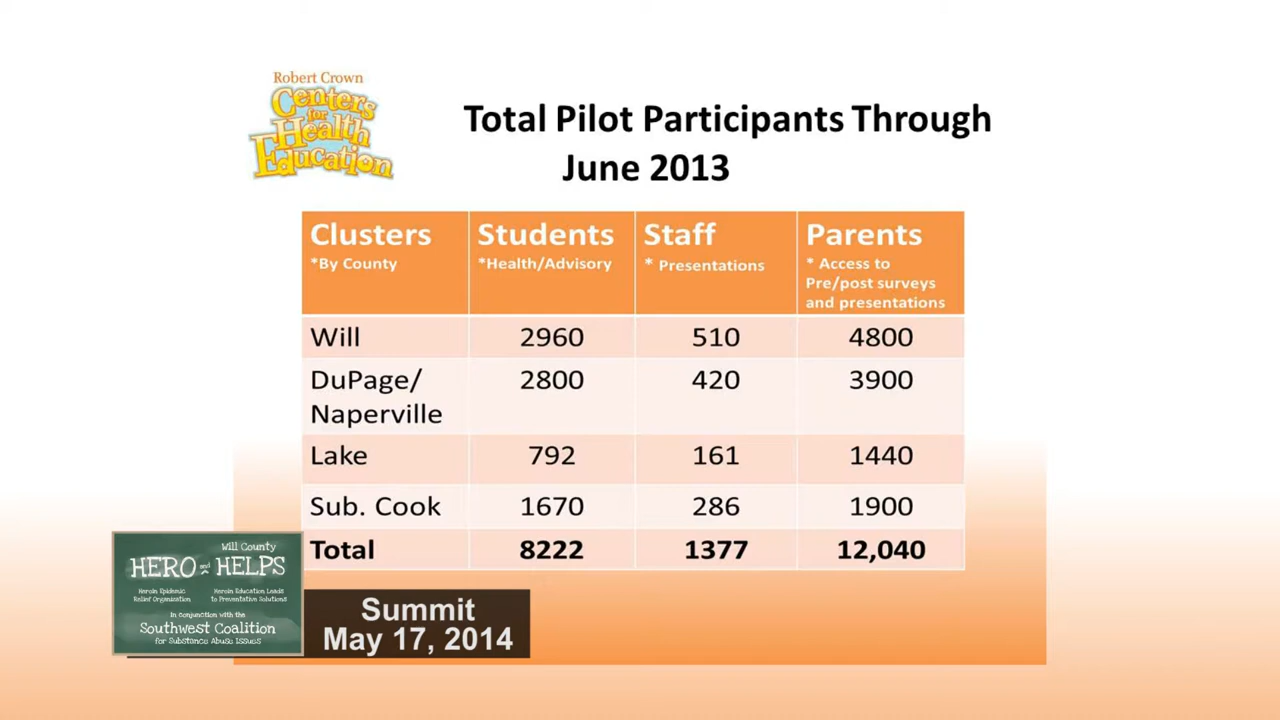 Robert Crown
Centers
for
Health
Education
Total Pilot Participants Through
June 2013
Clusters Students Staff Parents
*By County *Health/Advisory * Presentations * Access to
Pre/post surveys
and presentations
Will 2960 510 4800
DuPage/ 2800 420 3900
Naperville
Lake 792 161 1440
Sub. Cook 1670 286 1900
Total 8222 1377 12,040
Will County
HERO and HELPS
Heroin Epidemic Heroin Education Leads
Relief Organization to Preventative Solutions
In conjunction with the
Southwest Coalition
for Substance Abuse Issues
Summit
May 17, 2014